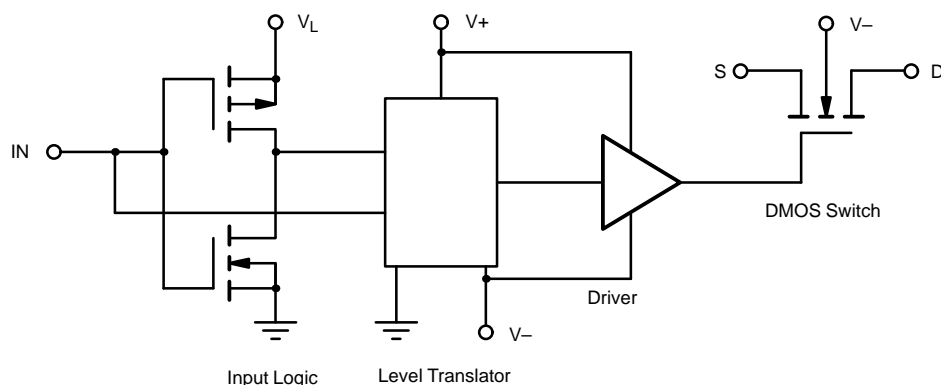 V_L
V+
V–
S
D
IN
DMOS Switch
Driver
V–
Input Logic
Level Translator